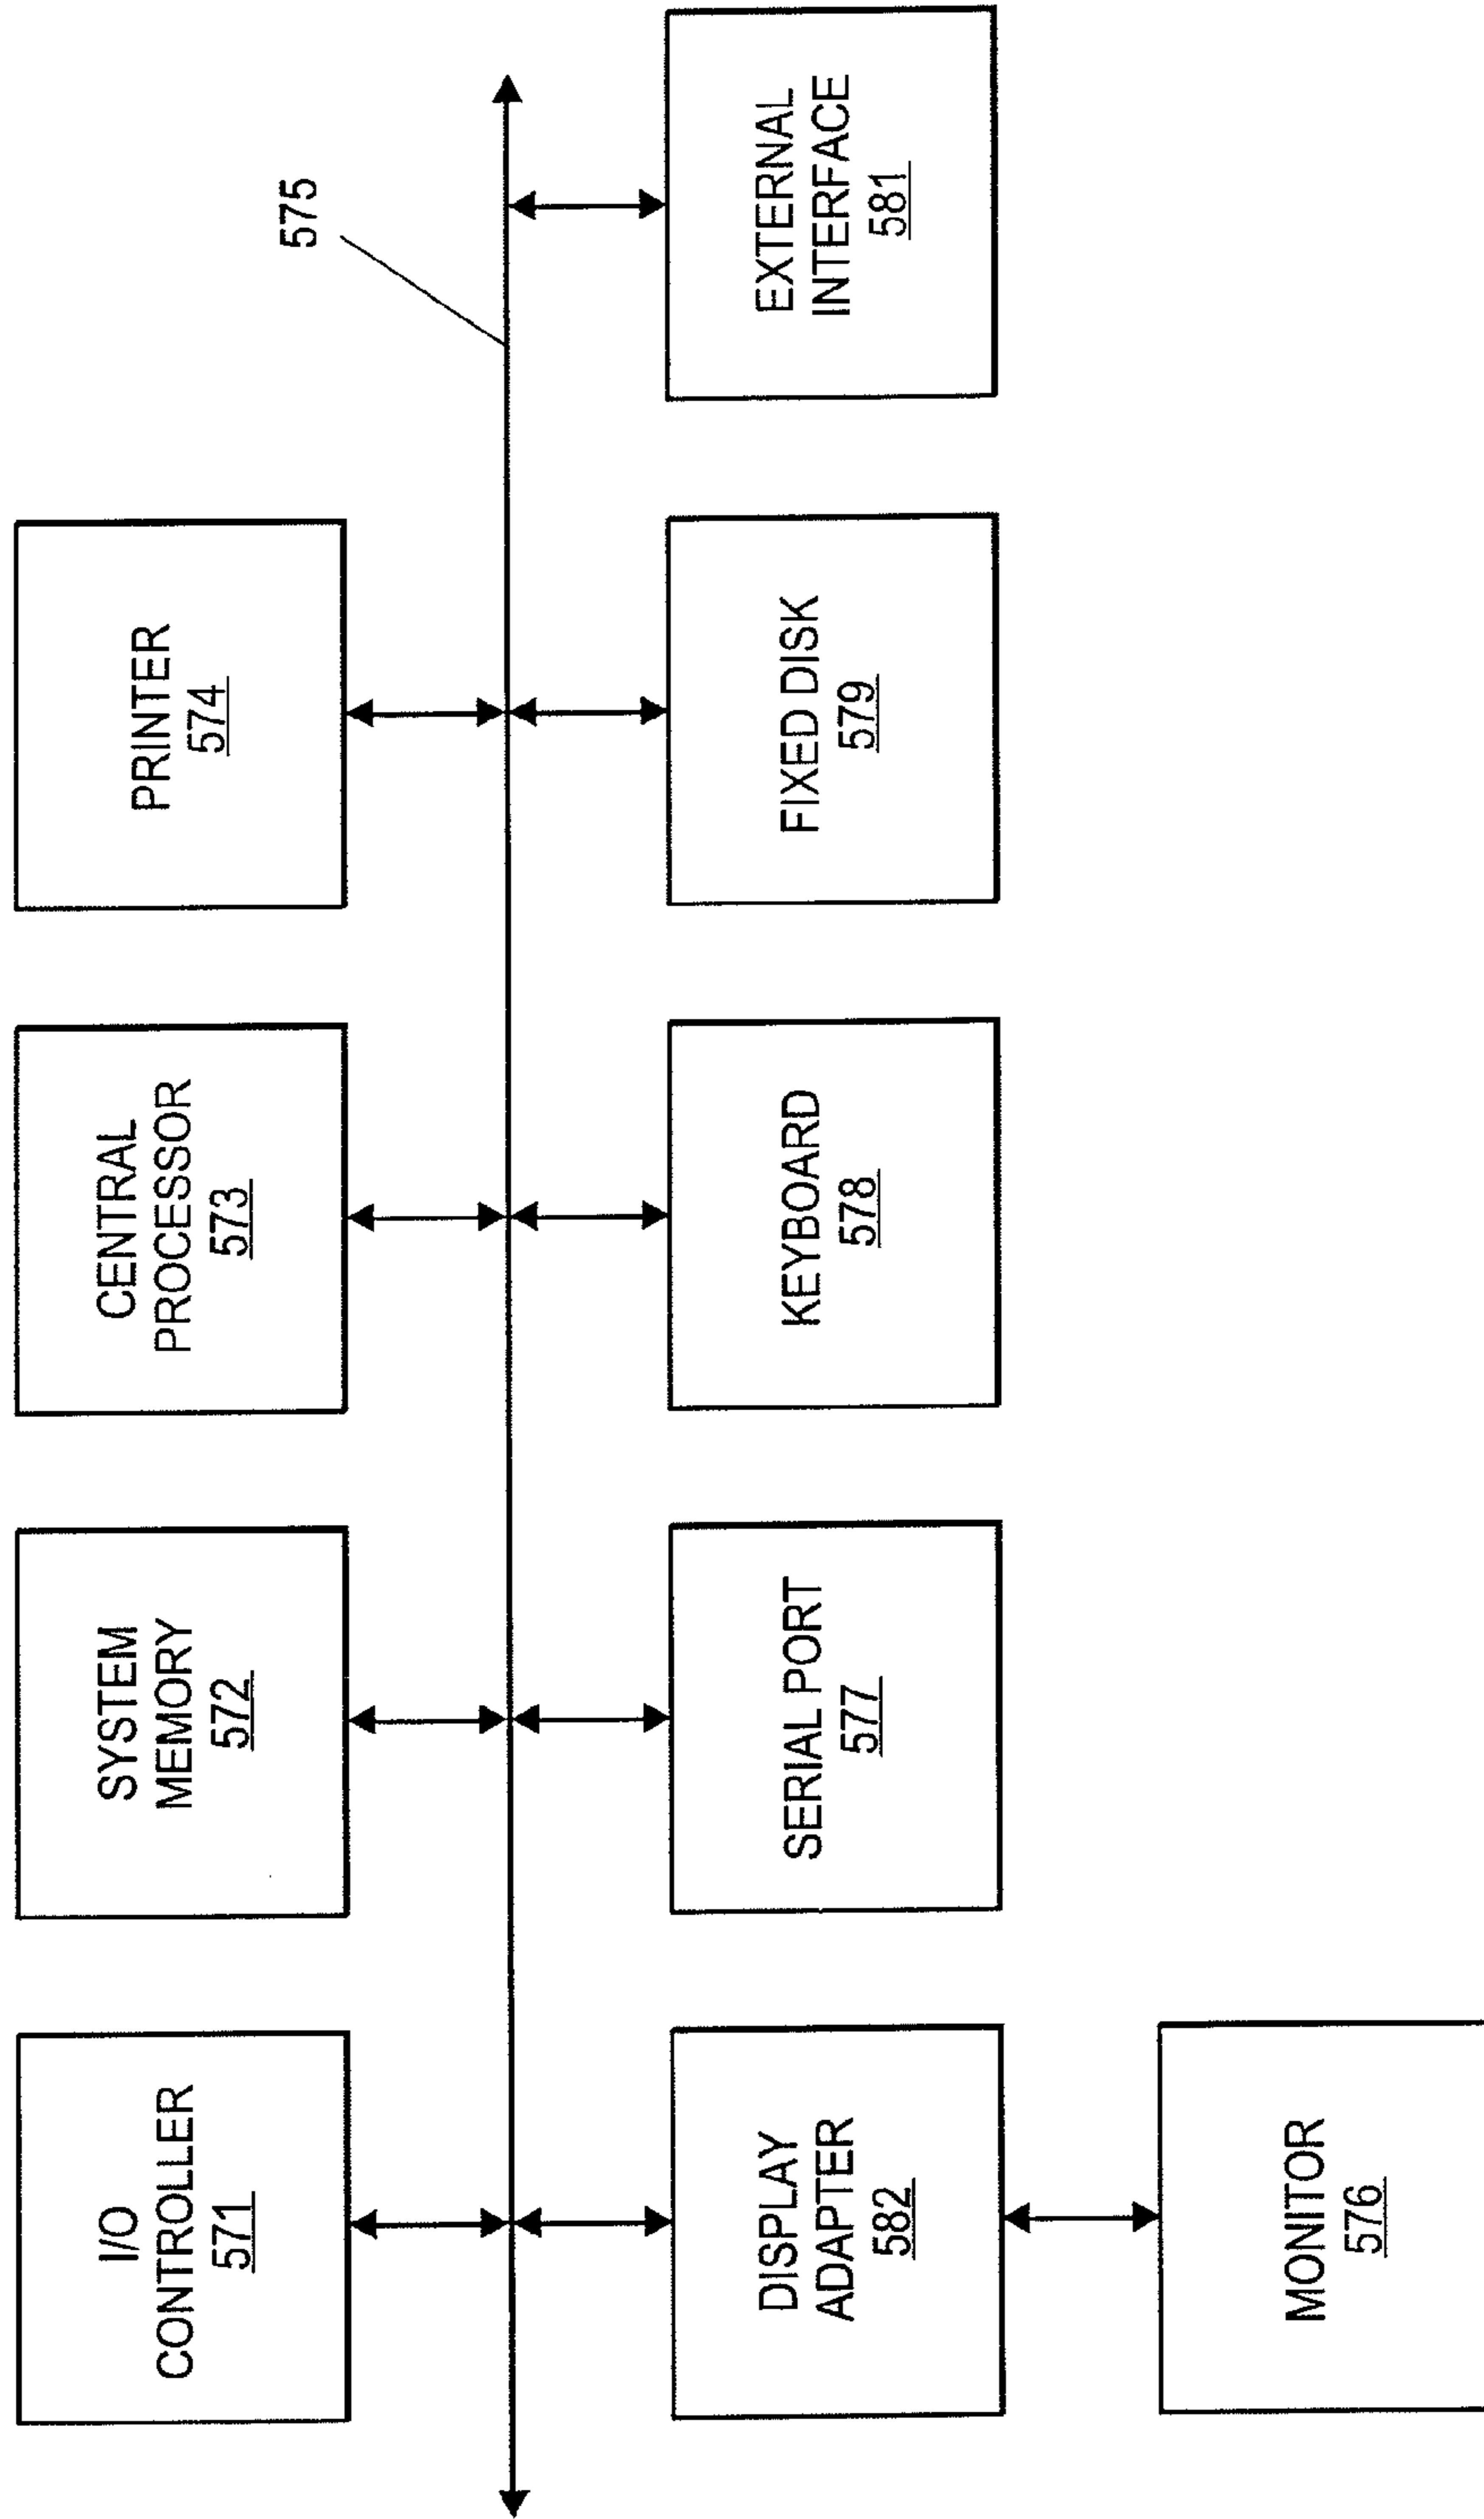 I/O
CONTROLLER
571
SYSTEM
MEMORY
572
CENTRAL
PROCESSOR
573
PRINTER
574
575
DISPLAY
ADAPTER
582
SERIAL PORT
577
KEYBOARD
578
FIXED DISK
579
EXTERNAL
INTERFACE
581
MONITOR
576